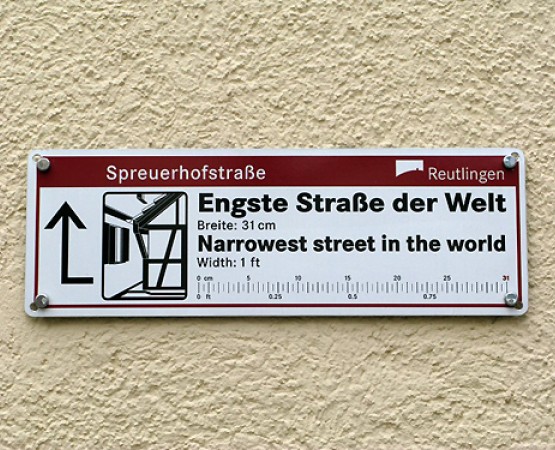 Spreuerhofstraße
Reutlingen
Engste Straße der Welt
Breite: 31 cm
Narrowest street in the world
Width: 1 ft
0 cm 5 10 15 20 25 31
0 ft 0.25 0.5 0.75